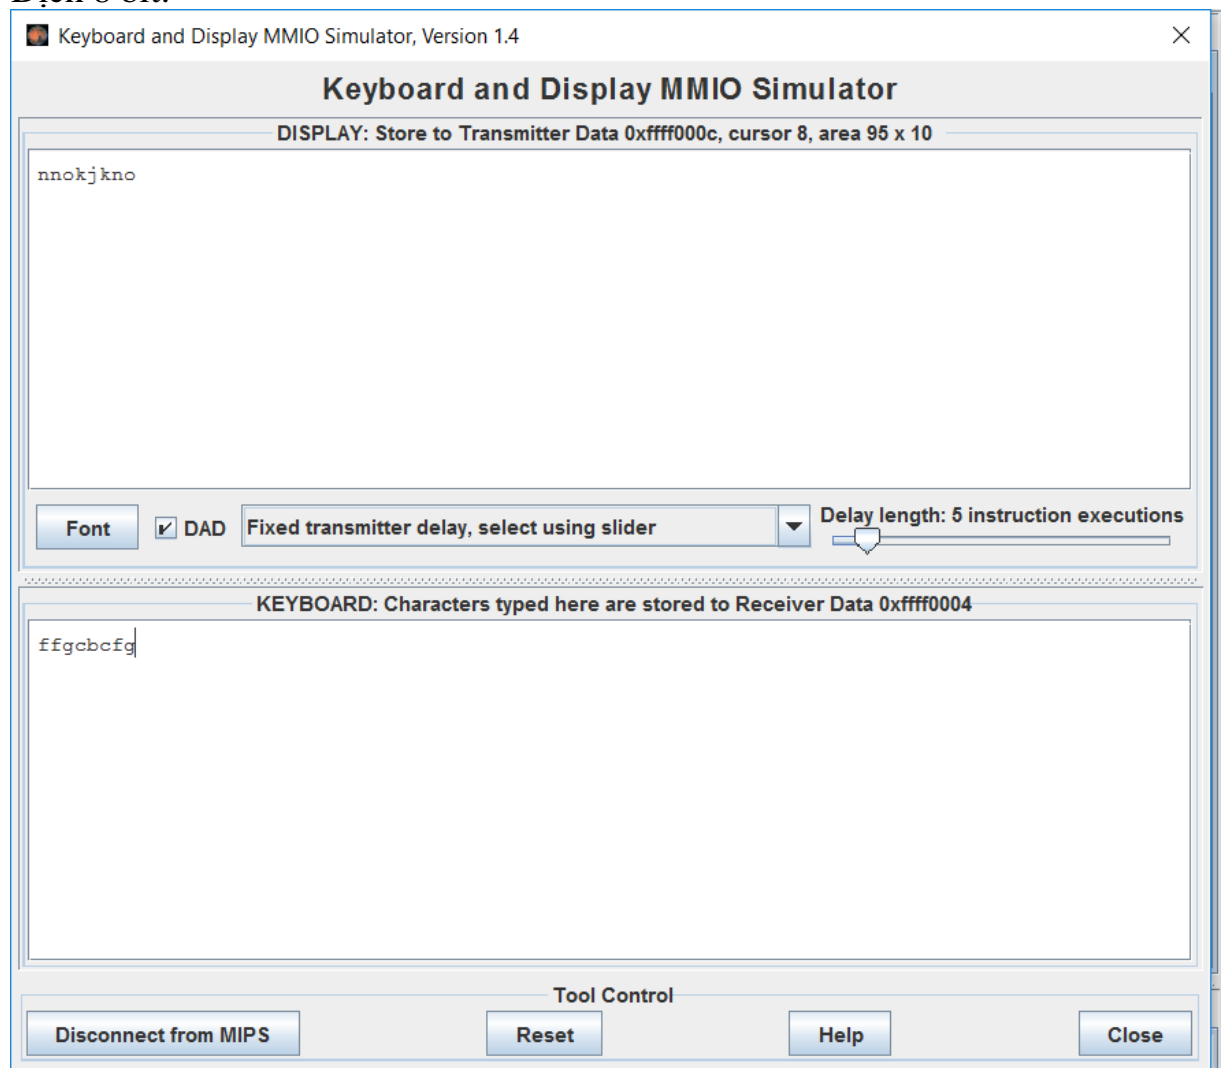 Dịch 8 bit.
Keyboard and Display MMIO Simulator, Version 1.4
Keyboard and Display MMIO Simulator
DISPLAY: Store to Transmitter Data 0xffff000c, cursor 8, area 95 x 10
nnokjkno
Font
DAD
Fixed transmitter delay, select using slider
Delay length: 5 instruction executions
KEYBOARD: Characters typed here are stored to Receiver Data 0xffff0004
ffgcbcfg
Tool Control
Disconnect from MIPS
Reset
Help
Close